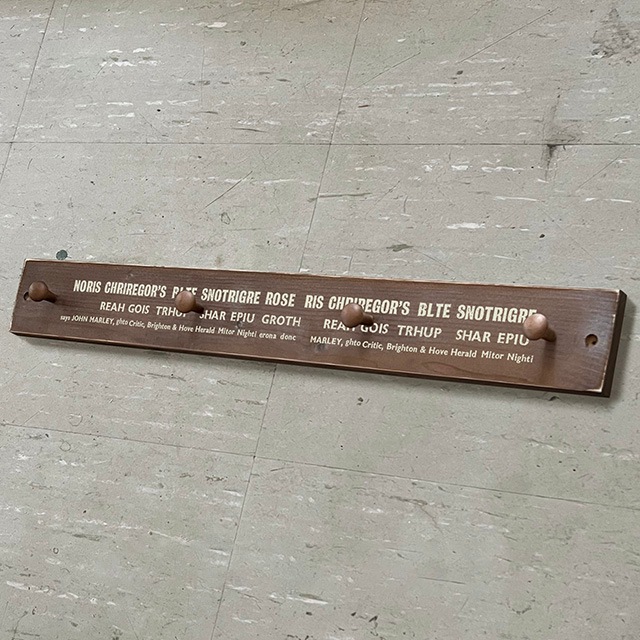 NORIS CHRIREGOR'S BLTE SNOTRIGRE ROSE RIS CHRIREGOR'S BLTE SNOTRIGRE
REAH GOIS TRHUP SHAR EPIU GROTH REAH GOIS TRHUP SHAR EPIU
says JOHN MARLEY, ghto Critic, Brighton & Hove Herald Mitor Nighti erona donc MARLEY, ghto Critic, Brighton & Hove Herald Mitor Nighti